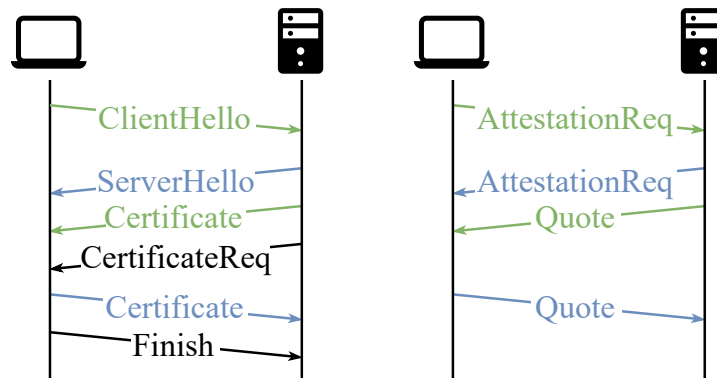 ClientHello
ServerHello
Certificate
CertificateReq
Certificate
Finish
AttestationReq
AttestationReq
Quote
Quote